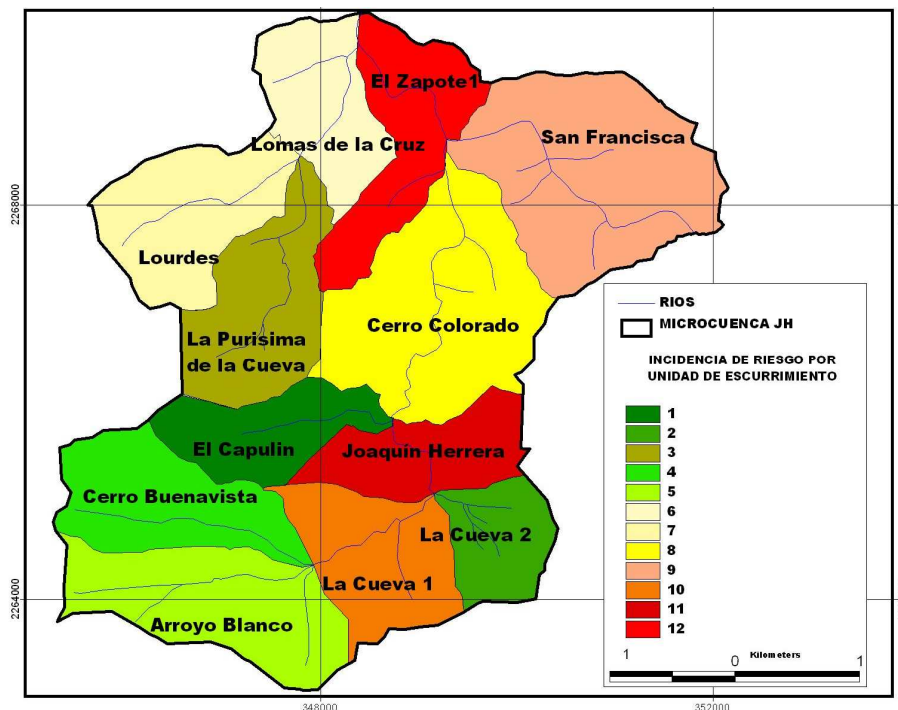 El Zapote1
San Francisca
Lomas de la Cruz
2268000
Lourdes
RIOS
MICROCUENCA JH
Cerro Colorado
La Purisima
de la Cueva
INCIDENCIA DE RIESGO POR
UNIDAD DE ESCURRIMIENTO
1
2
3
4
5
6
7
8
9
10
11
12
El Capulin
Joaquín Herrera
Cerro Buenavista
La Cueva 2
La Cueva 1
2264000
Arroyo Blanco
1 0 Kilometers 1
348000 352000